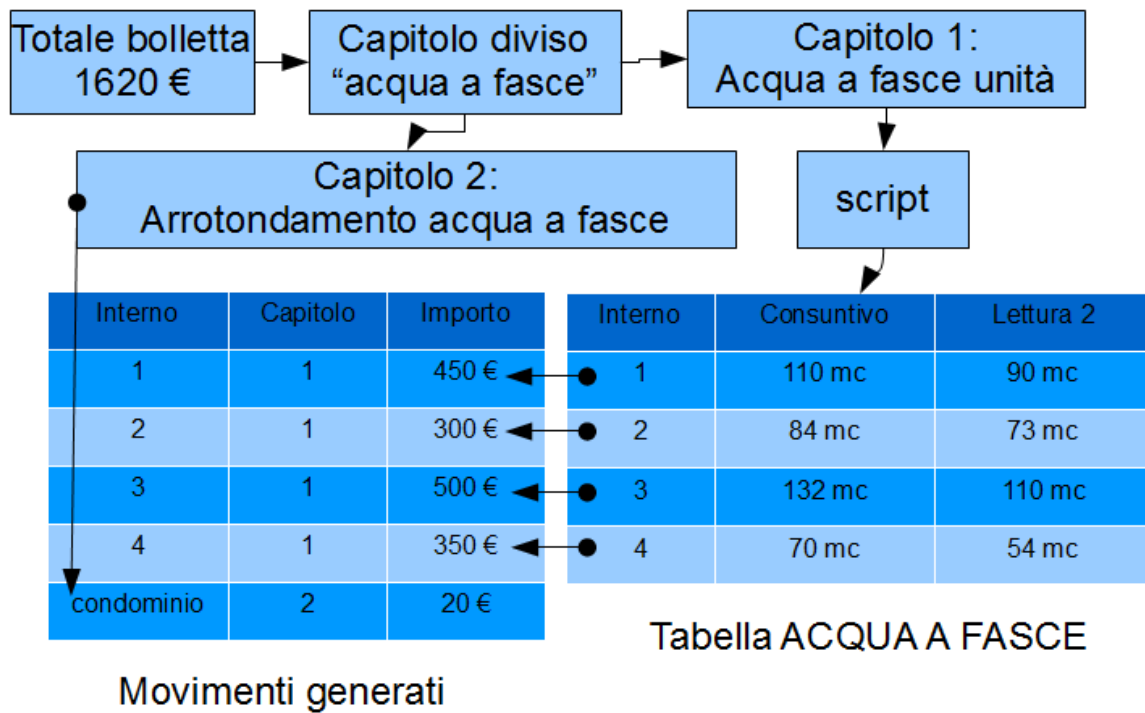 Totale bolletta
1620 €
Capitolo diviso
“acqua a fasce”
Capitolo 1:
Acqua a fasce unità
Capitolo 2:
Arrotondamento acqua a fasce
script
Interno Capitolo Importo
1 1 450 €
2 1 300 €
3 1 500 €
4 1 350 €
condominio 2 20 €
Movimenti generati
Interno Consuntivo Lettura 2
1 110 mc 90 mc
2 84 mc 73 mc
3 132 mc 110 mc
4 70 mc 54 mc
Tabella ACQUA A FASCE